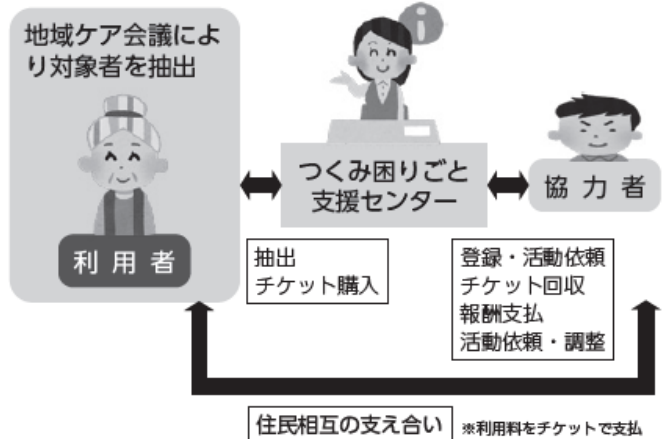 地域ケア会議によ
り対象者を抽出
利用者
つくみ困りごと
支援センター
協力者
抽出
チケット購入
登録・活動依頼
チケット回収
報酬支払
活動依頼・調整
住民相互の支え合い
※利用料をチケットで支払